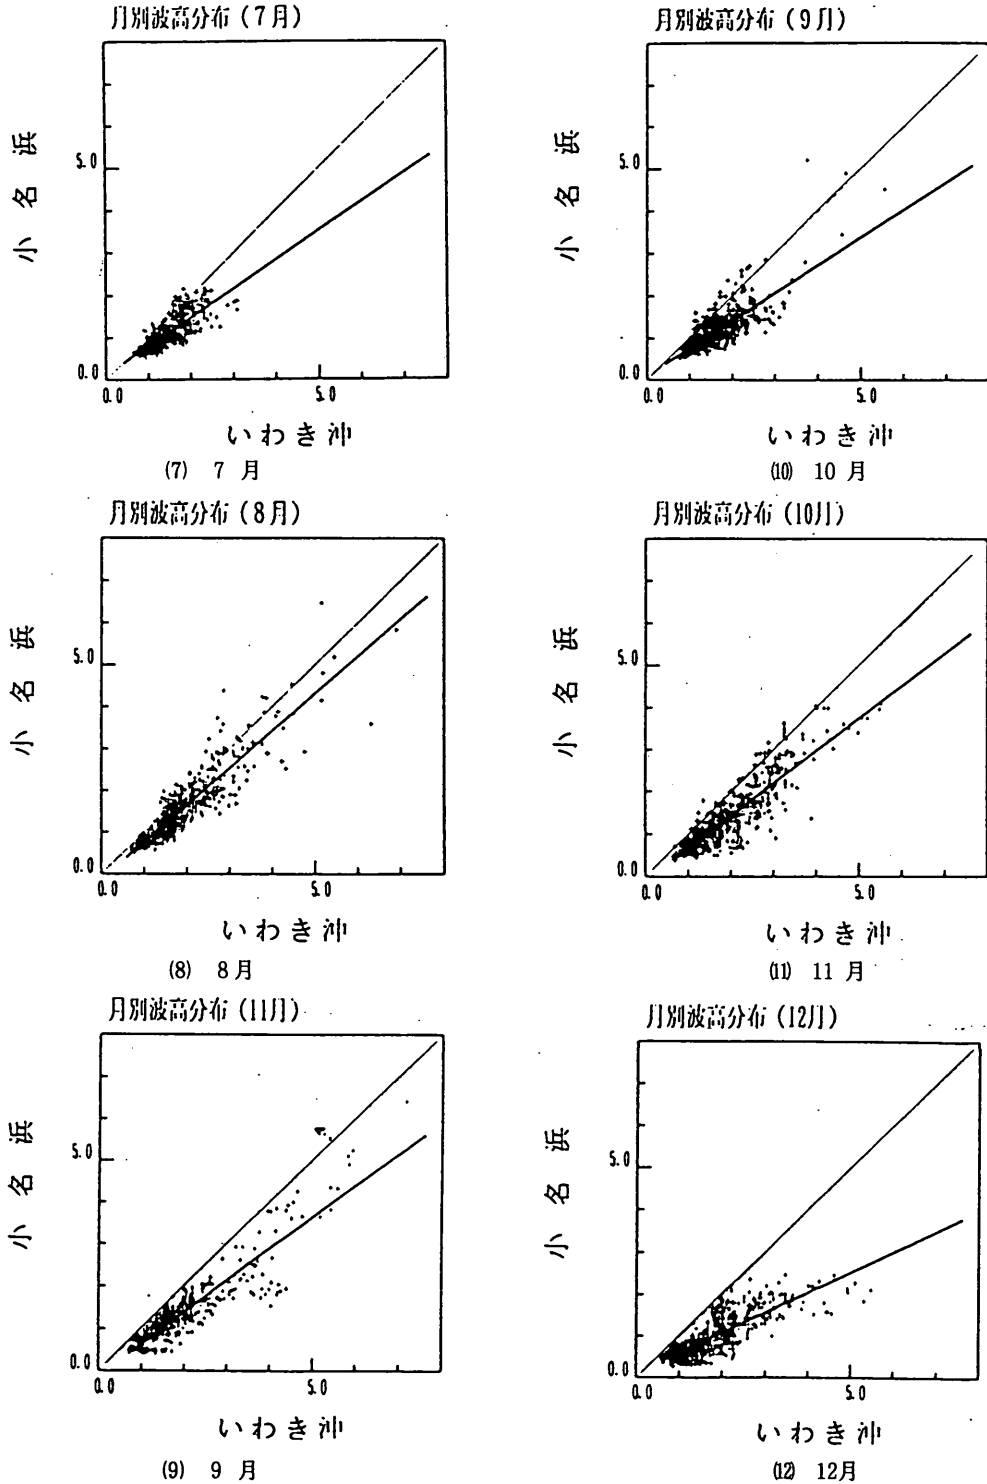 月別波高分布 (7月)
小名浜
5.0
0.0
0.0
5.0
いわき沖
(7) 7 月
月別波高分布 (9月)
小名浜
5.0
0.0
0.0
5.0
いわき沖
(10) 10 月
月別波高分布 (8月)
小名浜
5.0
0.0
0.0
5.0
いわき沖
(8) 8月
月別波高分布 (10月)
小名浜
5.0
0.0
0.0
5.0
いわき沖
(11) 11 月
月別波高分布 (11月)
小名浜
5.0
0.0
0.0
5.0
いわき沖
(9) 9 月
月別波高分布 (12月)
小名浜
5.0
0.0
0.0
5.0
いわき沖
(12) 12月